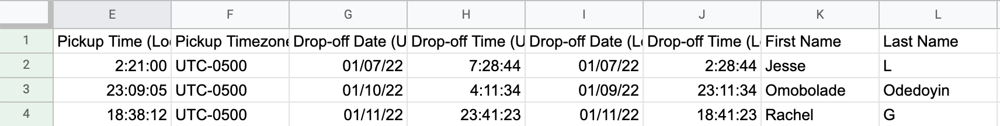 E F G H I J K L
1 Pickup Time (Loc Pickup Timezone Drop-off Date (U Drop-off Time (U Drop-off Date (Lo Drop-off Time (L First Name Last Name
2 2:21:00 UTC-0500 01/07/22 7:28:44 01/07/22 2:28:44 Jesse L
3 23:09:05 UTC-0500 01/10/22 4:11:34 01/09/22 23:11:34 Omobolade Odedoyin
4 18:38:12 UTC-0500 01/11/22 23:41:23 01/11/22 18:41:23 Rachel G